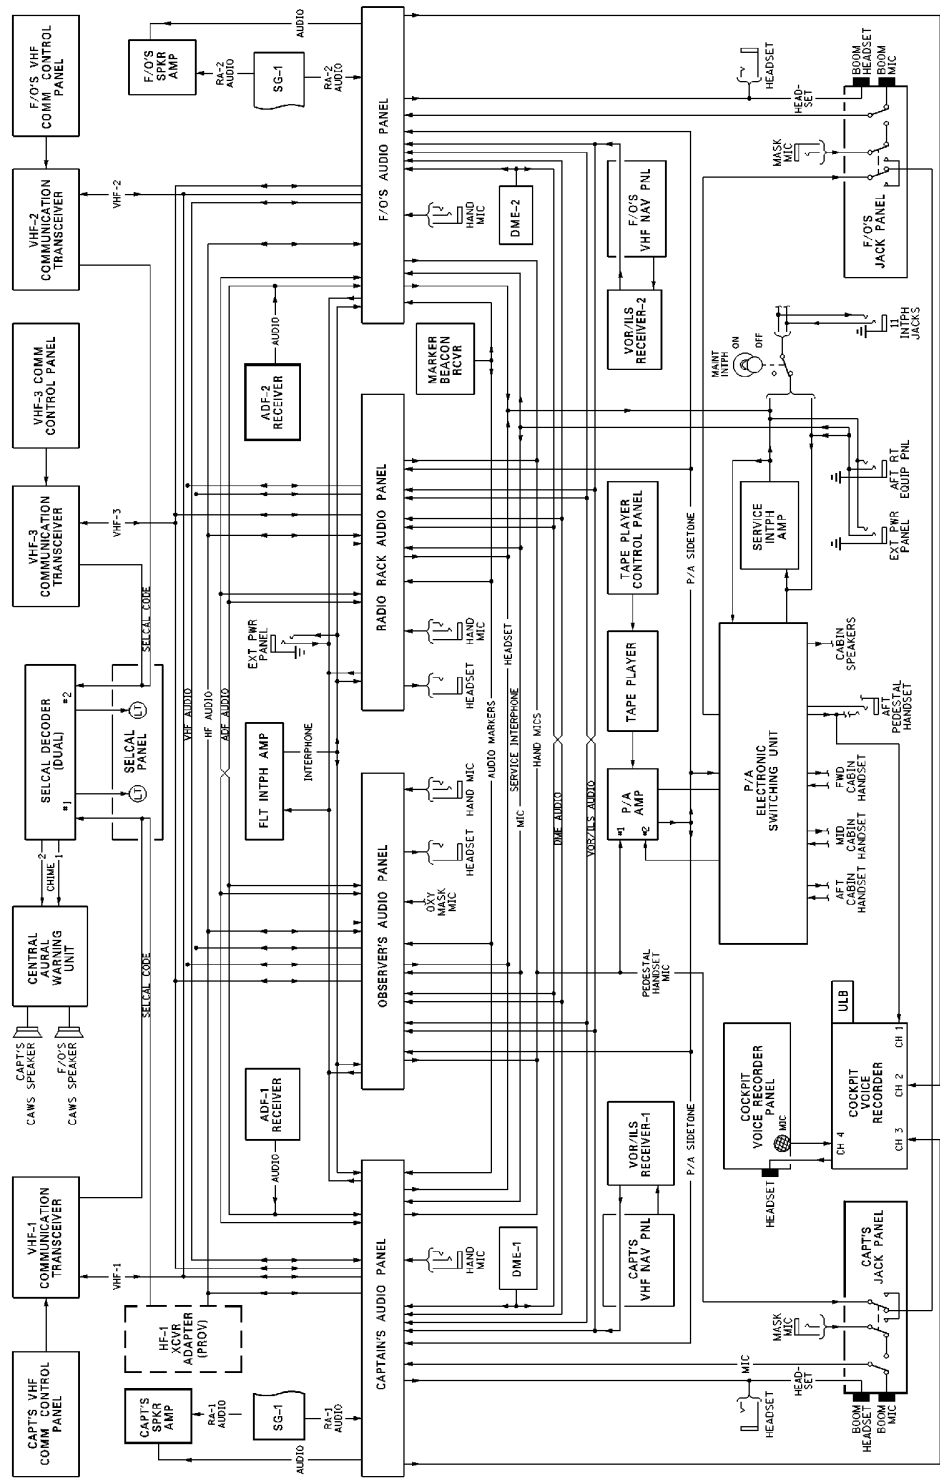 CAPT'S VHF
COMM CONTROL
PANEL
VHF-1
COMMUNICATION
TRANSCEIVER
CAPT'S
CAWS SPEAKER
F/O'S
CAWS SPEAKER
CENTRAL
AURAL
WARNING
UNIT
CHIME
2
1
SELCAL DECODER
(DUAL)
#1
#2
VHF-3
COMMUNICATION
TRANSCEIVER
VHF-3 COMM
CONTROL PANEL
VHF-2
COMMUNICATION
TRANSCEIVER
F/O'S VHF
COMM CONTROL
PANEL
VHF-1
SELCAL CODE
SELCAL
PANEL
LT
LT
SELCAL CODE
VHF-3
VHF-2
HF-1
XCVR
ADAPTER
(PROV)
CAPT'S
SPKR
AMP
RA-1
AUDIO
SG-1
RA-1
AUDIO
AUDIO
ADF-1
RECEIVER
AUDIO
FLT INTPH AMP
INTERPHONE
VHF AUDIO
HF AUDIO
ADF AUDIO
EXT PWR
PANEL
ADF-2
RECEIVER
AUDIO
F/O'S
SPKR
AMP
RA-2
AUDIO
SG-1
RA-2
AUDIO
AUDIO
CAPTAIN'S AUDIO PANEL
OBSERVER'S AUDIO PANEL
RADIO RACK AUDIO PANEL
F/O'S AUDIO PANEL
HAND
MIC
OXY
MASK
MIC
HEADSET
HAND MIC
HEADSET
HAND
MIC
MARKER
BEACON
RCVR
HAND
MIC
DME-1
DME-2
AUDIO MARKERS
HEADSET
SERVICE INTERPHONE
MIC
HAND MICS
DME AUDIO
VOR/ILS AUDIO
CAPT'S
VHF NAV PNL
VOR/ILS
RECEIVER-1
PEDESTAL
HANDSET
MIC
P/A
AMP
#1
#2
TAPE PLAYER
TAPE PLAYER
CONTROL PANEL
VOR/ILS
RECEIVER-2
F/O'S
VHF NAV PNL
P/A SIDETONE
P/A SIDETONE
P/A
ELECTRONIC
SWITCHING UNIT
SERVICE
INTPH
AMP
MAINT
INTPH
ON
OFF
11
INTPH
JACKS
AFT RT
EQUIP PNL
EXT PWR
PANEL
CABIN
SPEAKERS
AFT
PEDESTAL
HANDSET
FWD
CABIN
HANDSET
MID
CABIN
HANDSET
AFT
CABIN
HANDSET
COCKPIT
VOICE RECORDER
PANEL
MIC
HEADSET
COCKPIT
VOICE
RECORDER
ULB
CH 1
CH 2
CH 3
CH 4
MIC
HEADSET
HEAD-
SET
MASK
MIC
CAPT'S
JACK PANEL
BOOM
HEADSET
BOOM
MIC
HEADSET
HEAD-
SET
MASK
MIC
BOOM
HEADSET
BOOM
MIC
F/O'S
JACK PANEL